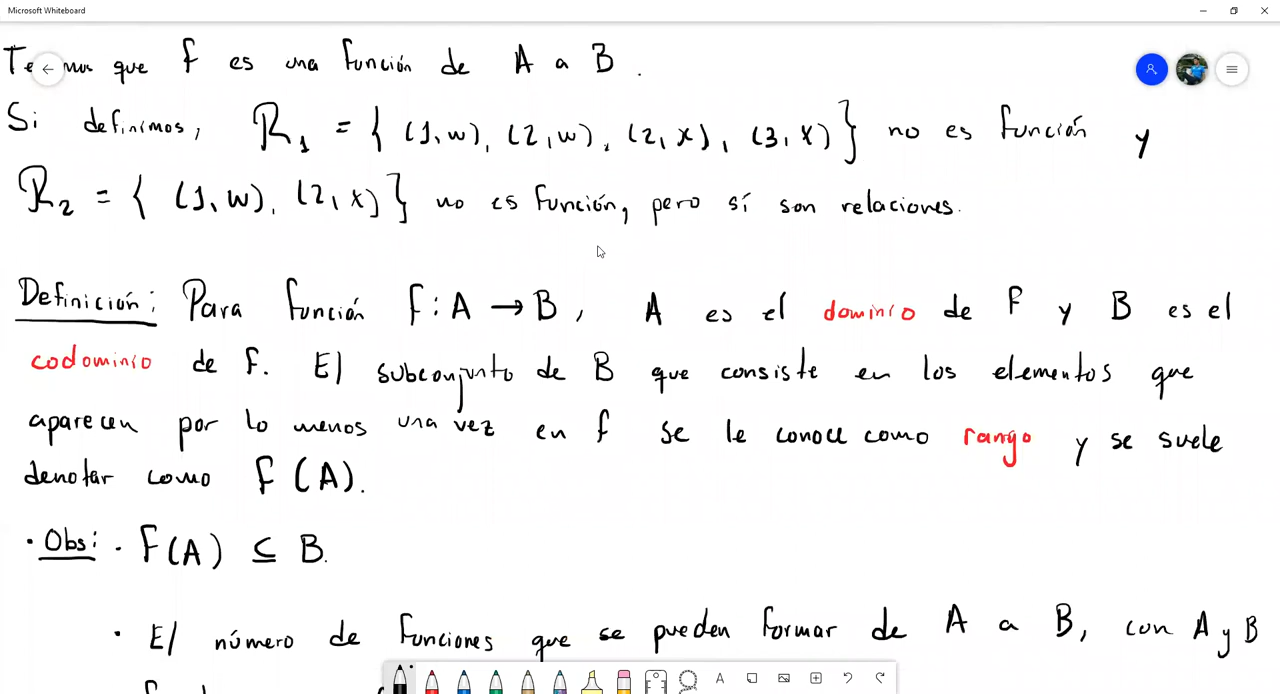 Microsoft Whiteboard
que f es una función de A a B.
Si definimos, R1 = { (1, w), (2, w), (2, x), (3, x) } no es función y
R2 = { (1, w), (2, x) } no es función, pero sí son relaciones.
Definición: Para función f: A → B, A es el dominio de f y B es el
codominio de f. El subconjunto de B que consiste en los elementos que
aparecen por lo menos una vez en f se le conoce como rango y se suele
denotar como f(A).
• Obs: • f(A) ⊆ B.
• El número de funciones que se pueden formar de A a B, con A y B